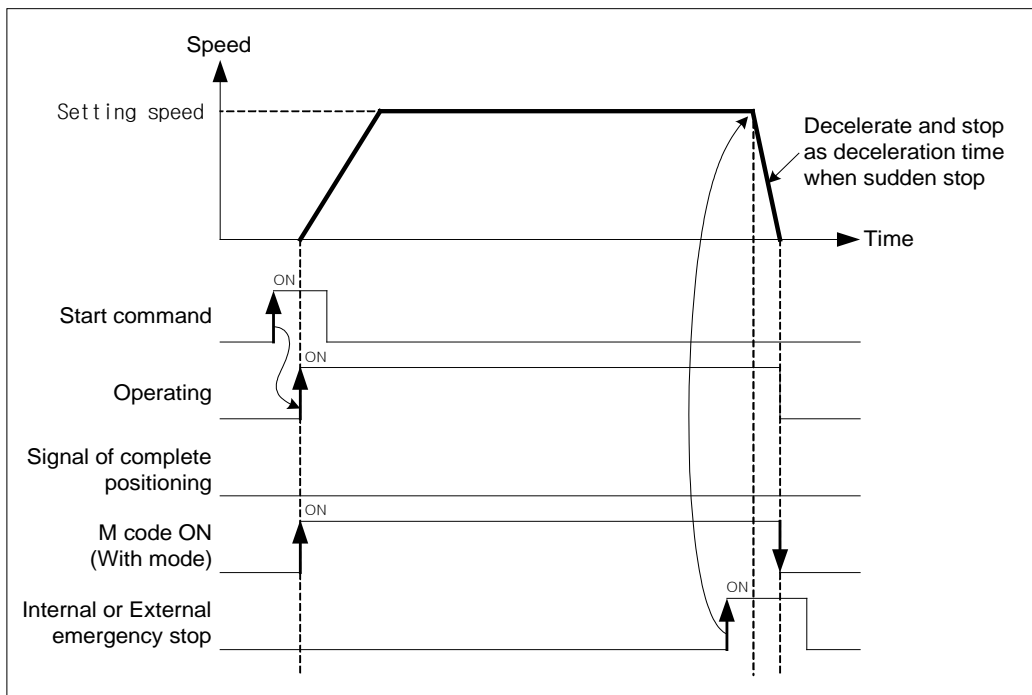 Speed
Setting speed
Decelerate and stop
as deceleration time
when sudden stop
Time
ON
Start command
ON
Operating
Signal of complete
positioning
ON
M code ON
(With mode)
ON
Internal or External
emergency stop